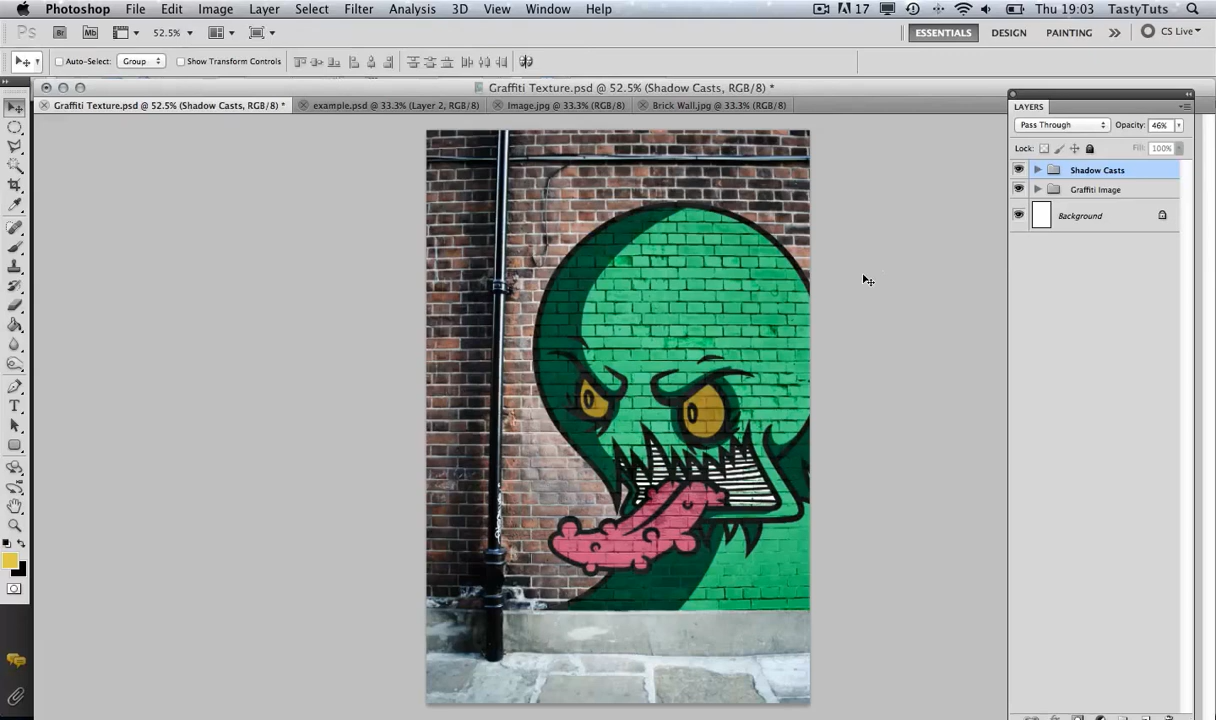 Photoshop File Edit Image Layer Select Filter Analysis 3D View Window Help 17 Thu 19:03 TastyTuts
Ps Br Mb 52.5% ESSENTIALS DESIGN PAINTING >> CS Live
Auto-Select: Group Show Transform Controls
Graffiti Texture.psd @ 52.5% (Shadow Casts, RGB/8) *
Graffiti Texture.psd @ 52.5% (Shadow Casts, RGB/8) * example.psd @ 33.3% (Layer 2, RGB/8) Image.jpg @ 33.3% (RGB/8) Brick Wall.jpg @ 33.3% (RGB/8)
LAYERS
Pass Through Opacity: 46%
Lock: Fill: 100%
Shadow Casts
Graffiti Image
Background